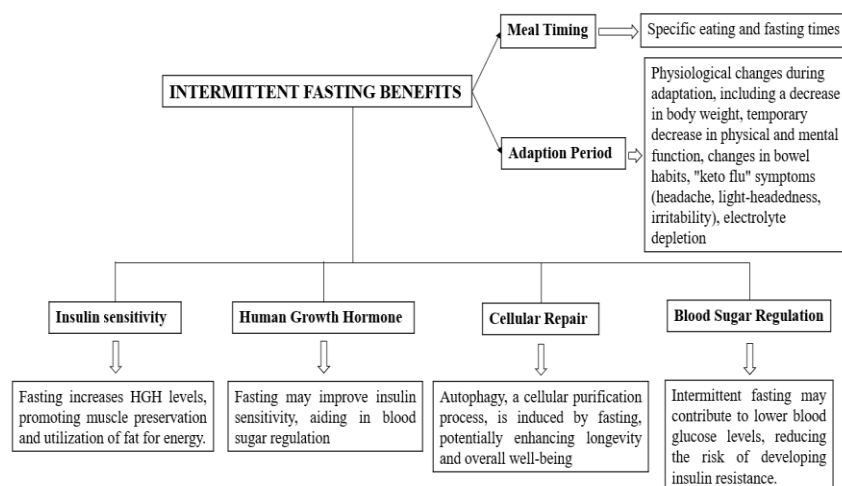 Meal Timing
Specific eating and fasting times
INTERMITTENT FASTING BENEFITS
Adaption Period
Physiological changes during
adaptation, including a decrease
in body weight, temporary
decrease in physical and mental
function, changes in bowel
habits, "keto flu" symptoms
(headache, light-headedness,
irritability), electrolyte
depletion
Insulin sensitivity
Human Growth Hormone
Cellular Repair
Blood Sugar Regulation
Fasting increases HGH levels,
promoting muscle preservation
and utilization of fat for energy.
Fasting may improve insulin
sensitivity, aiding in blood
sugar regulation
Autophagy, a cellular purification
process, is induced by fasting,
potentially enhancing longevity
and overall well-being
Intermittent fasting may
contribute to lower blood
glucose levels, reducing
the risk of developing
insulin resistance.